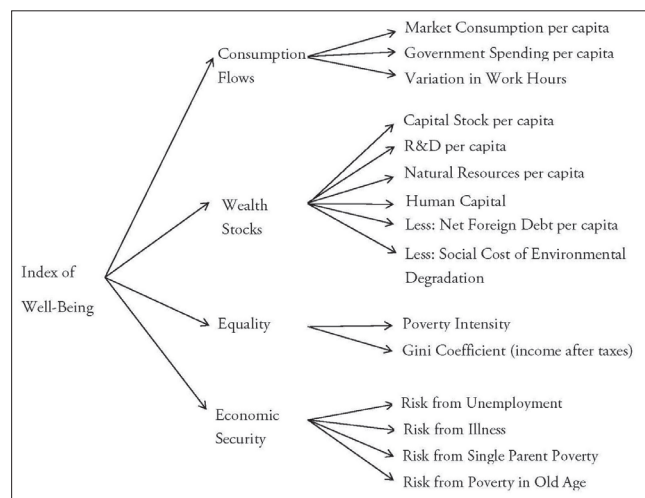 Index of
Well-Being
Consumption
Flows
Market Consumption per capita
Government Spending per capita
Variation in Work Hours
Wealth
Stocks
Capital Stock per capita
R&D per capita
Natural Resources per capita
Human Capital
Less: Net Foreign Debt per capita
Less: Social Cost of Environmental
Degradation
Equality
Poverty Intensity
Gini Coefficient (income after taxes)
Economic
Security
Risk from Unemployment
Risk from Illness
Risk from Single Parent Poverty
Risk from Poverty in Old Age